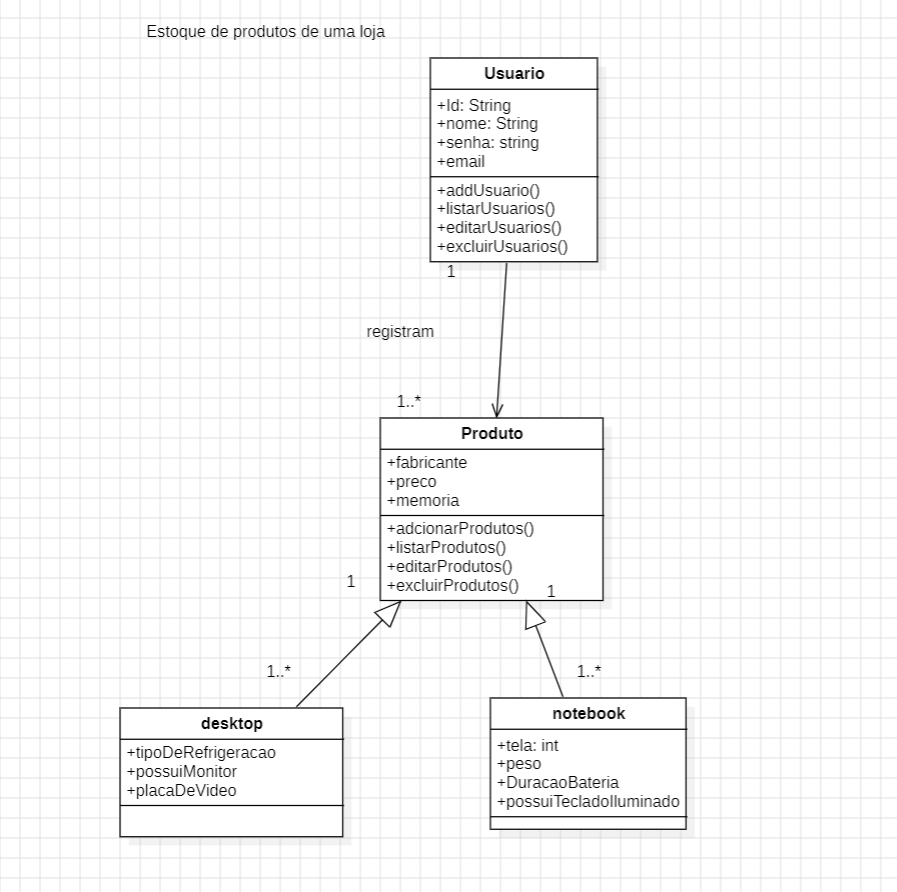 Estoque de produtos de uma loja
Usuario
+Id: String
+nome: String
+senha: string
+email
+addUsuario()
+listarUsuarios()
+editarUsuarios()
+excluirUsuarios()
1
registram
1..*
Produto
+fabricante
+preco
+memoria
+adcionarProdutos()
+listarProdutos()
+editarProdutos()
+excluirProdutos()
1
1
1..*
1..*
desktop
+tipoDeRefrigeracao
+possuiMonitor
+placaDeVideo
notebook
+tela: int
+peso
+DuracaoBateria
+possuiTecladoIluminado